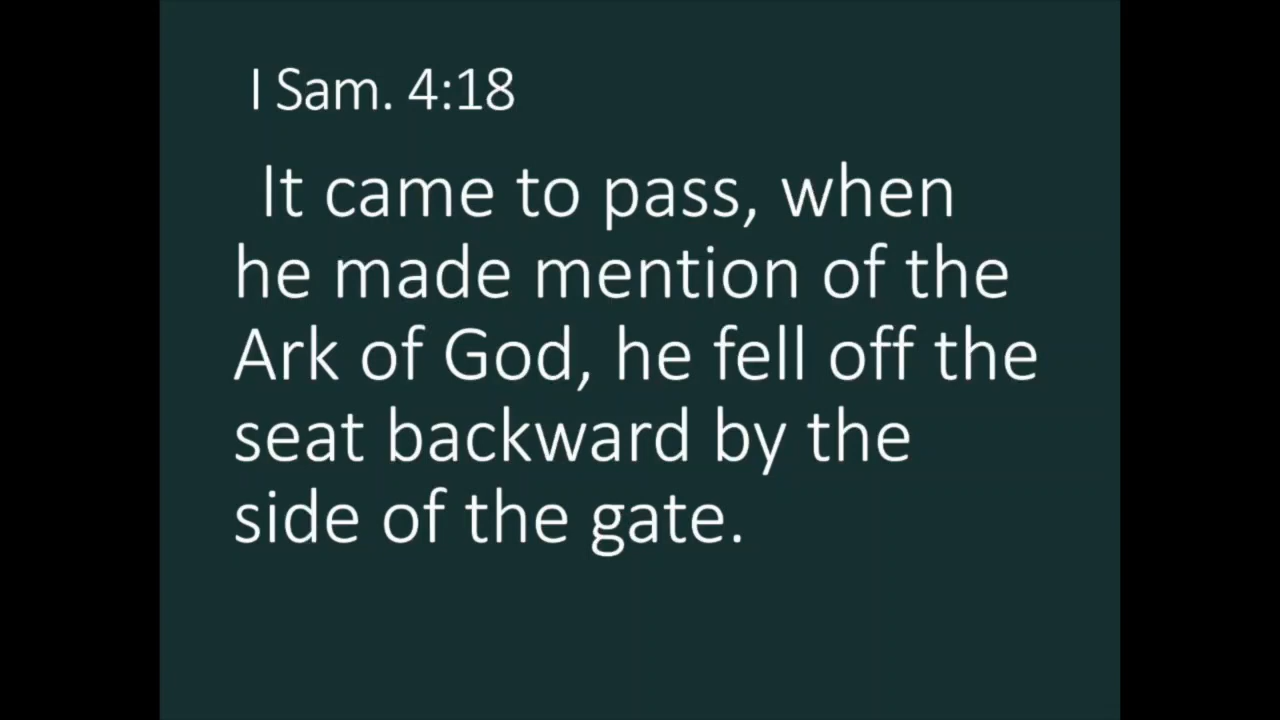 I Sam. 4:18
It came to pass, when
he made mention of the
Ark of God, he fell off the
seat backward by the
side of the gate.